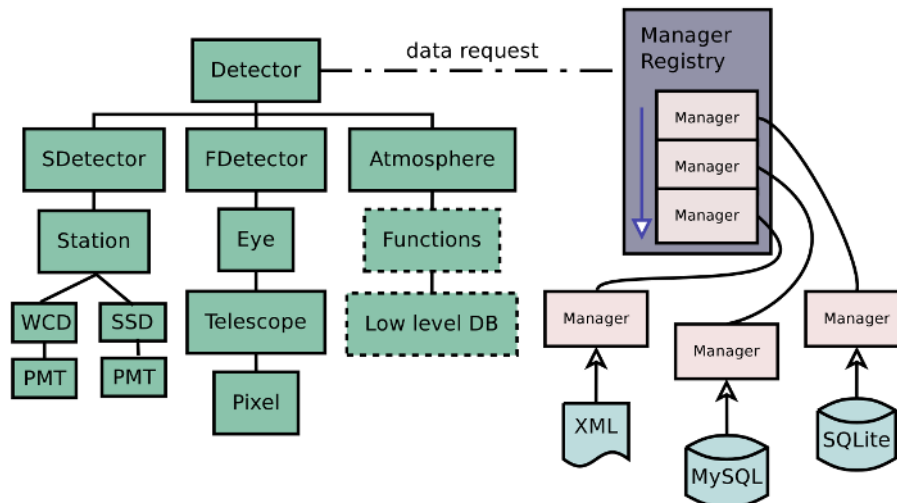 Detector
data request
Manager
Registry
Manager
Manager
Manager
SDetector
FDetector
Atmosphere
Station
Eye
Functions
WCD
SSD
Telescope
Low level DB
PMT
PMT
Pixel
Manager
Manager
Manager
XML
MySQL
SQLite